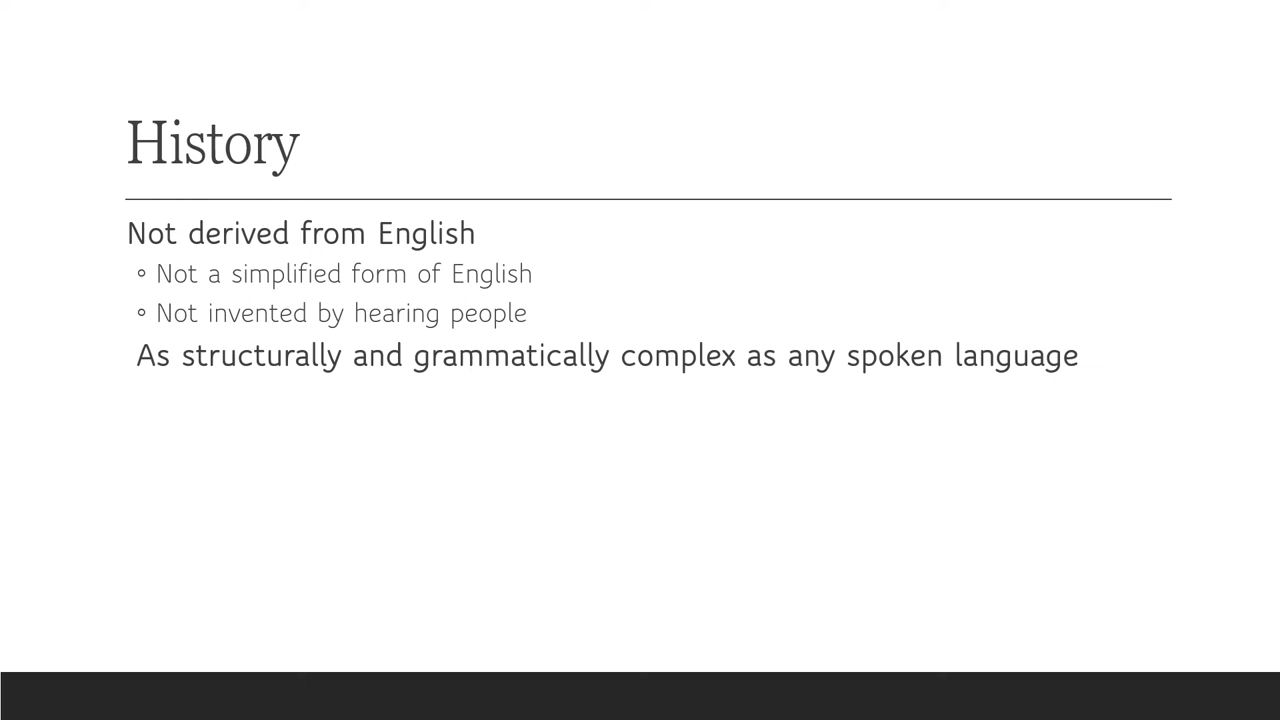 History
Not derived from English
◦ Not a simplified form of English
◦ Not invented by hearing people
As structurally and grammatically complex as any spoken language